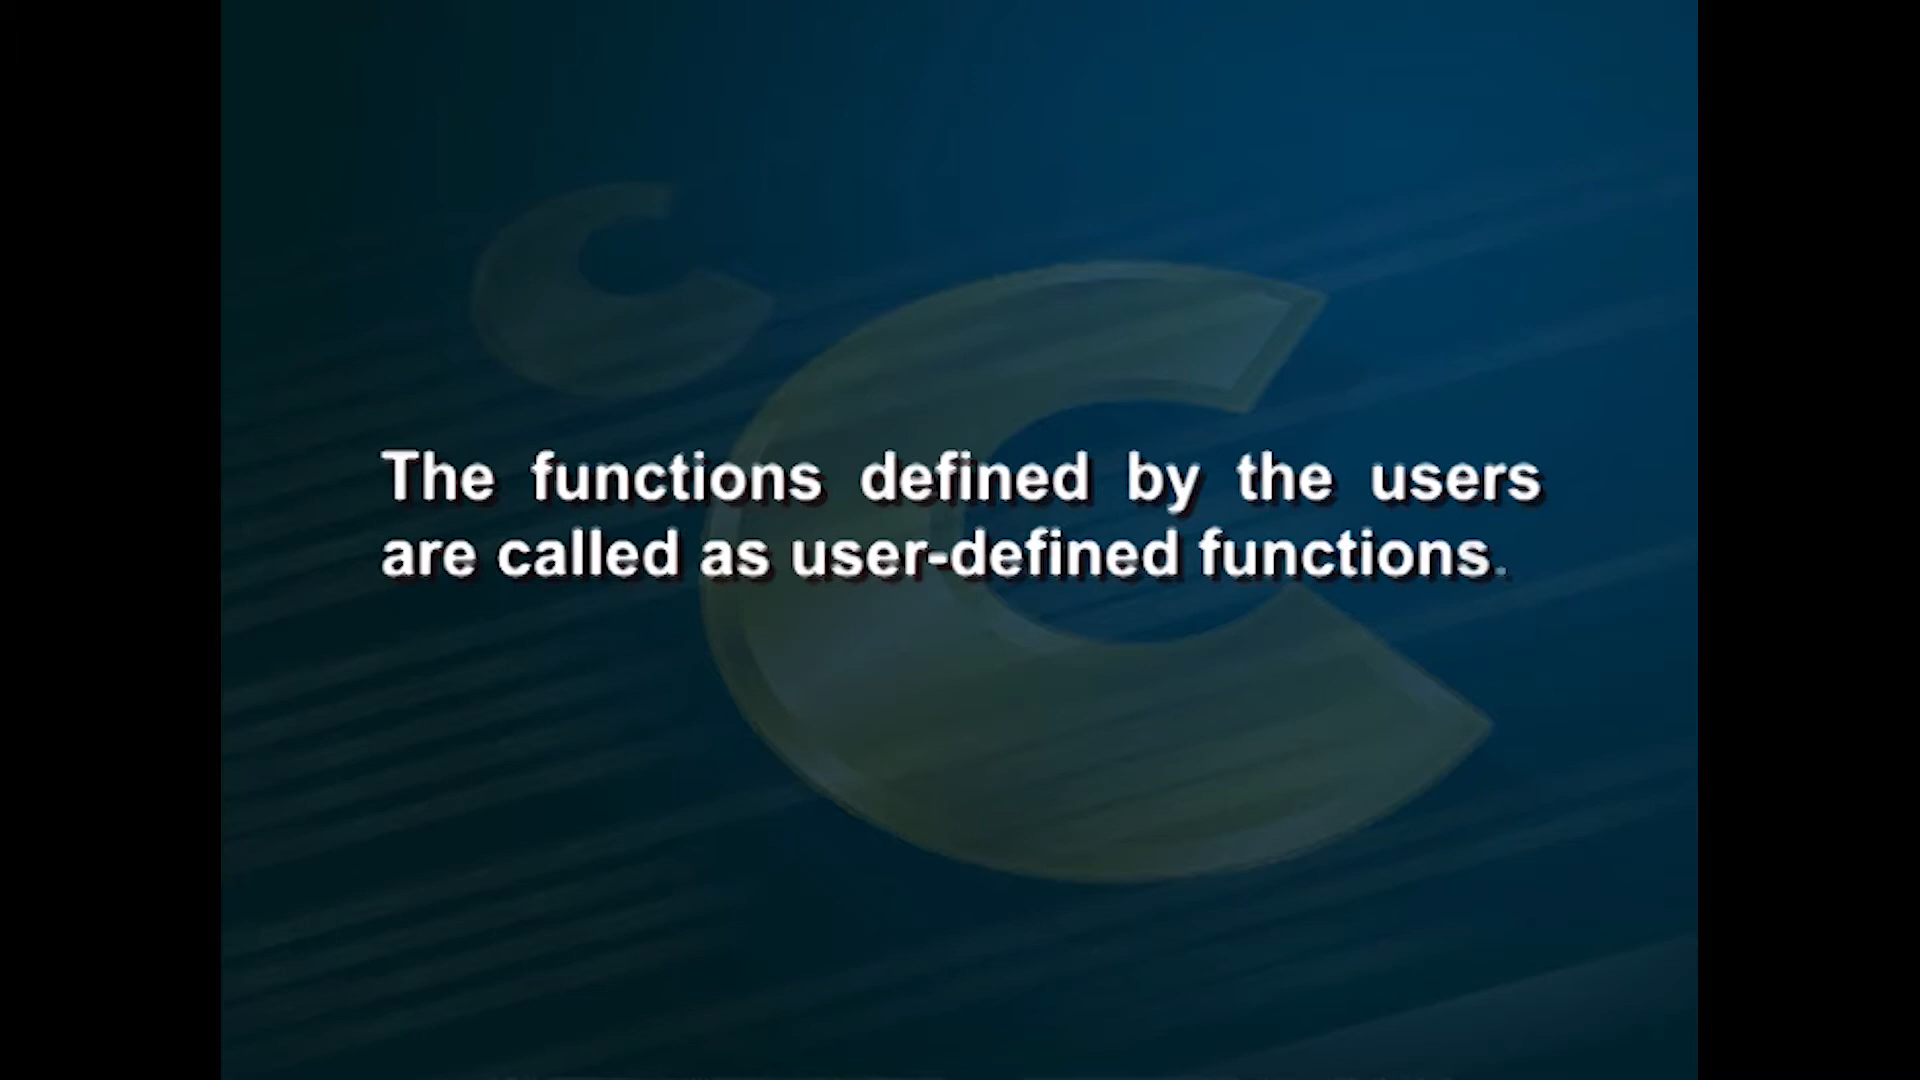 The functions defined by the users
are called as user-defined functions.